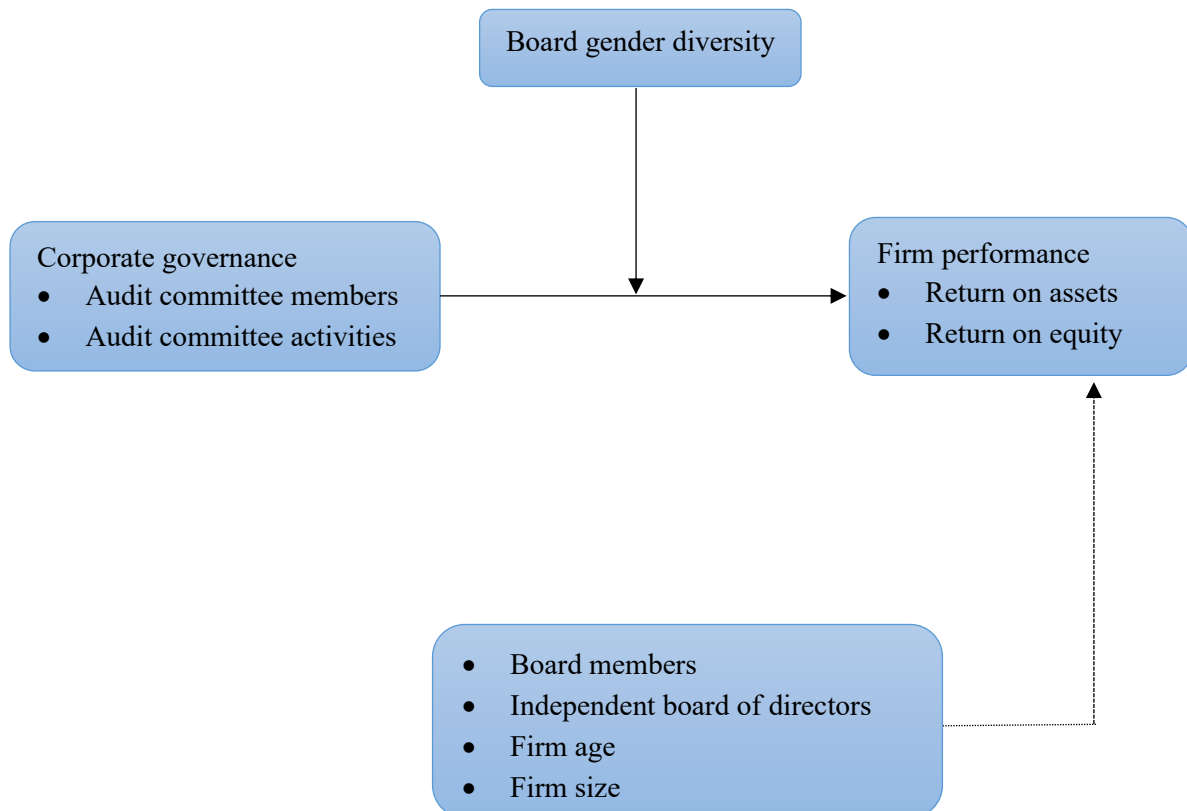 Board gender diversity
Corporate governance
• Audit committee members
• Audit committee activities
Firm performance
• Return on assets
• Return on equity
• Board members
• Independent board of directors
• Firm age
• Firm size